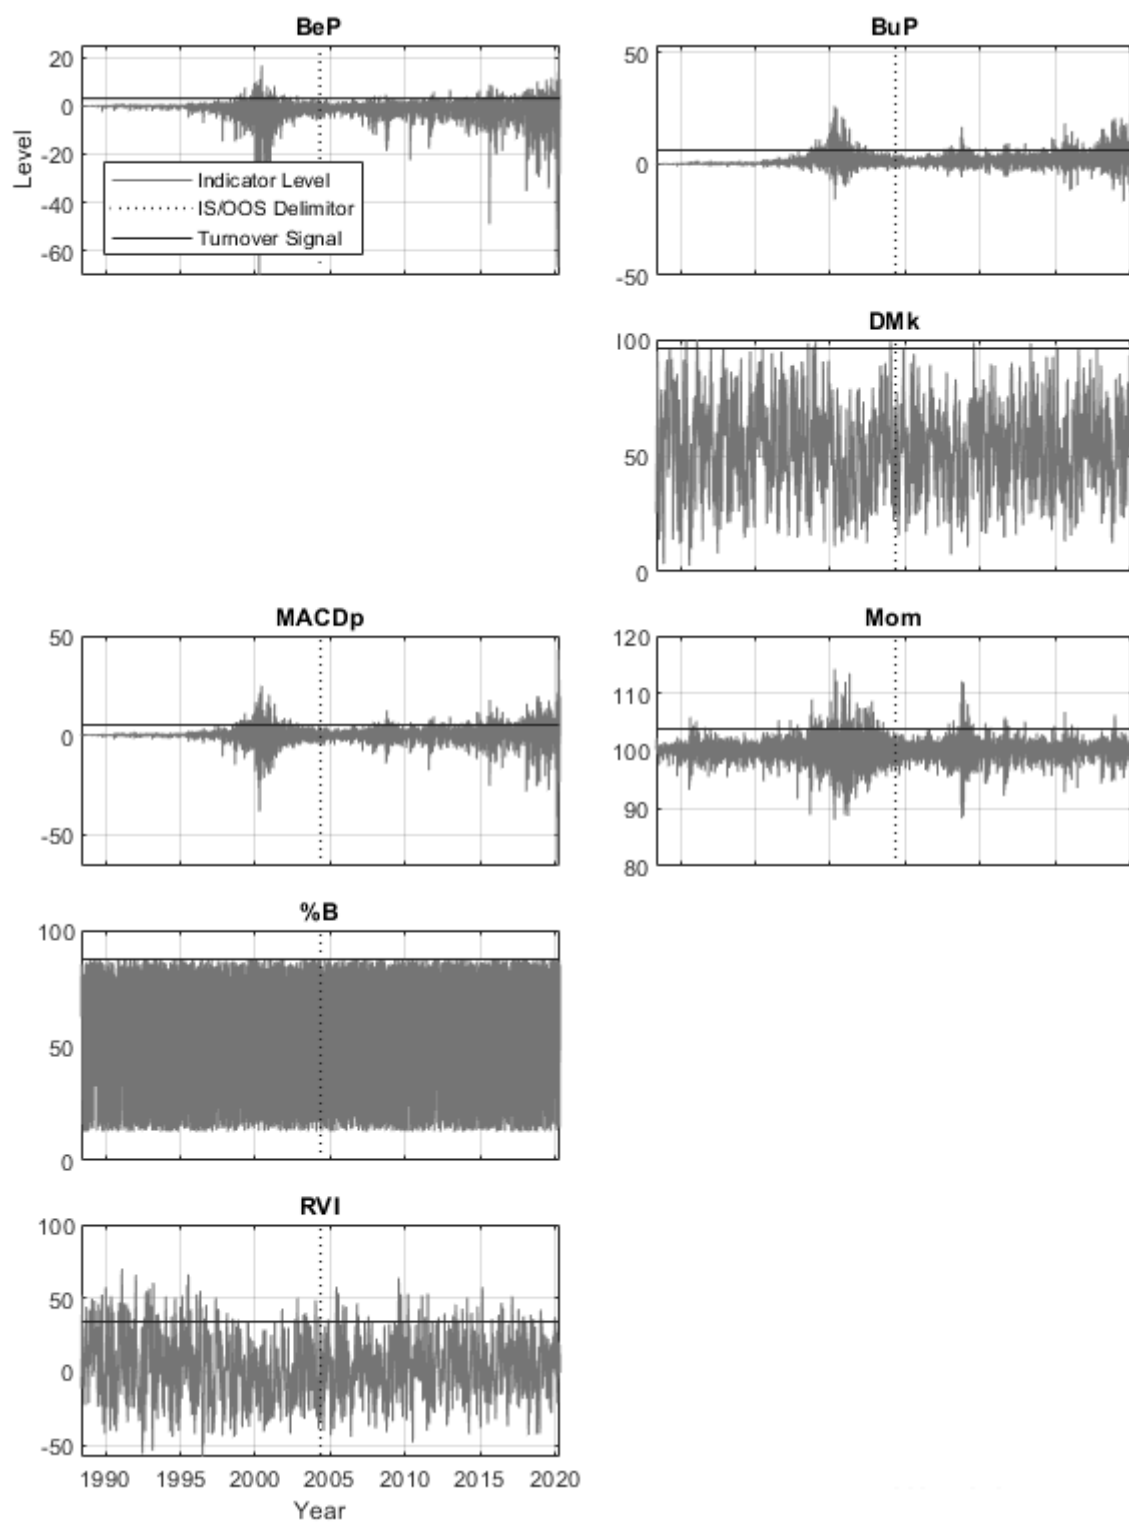 BeP
20
0
-20
-40
-60
Level
Indicator Level
IS/OOS Delimitor
Turnover Signal
BuP
50
0
-50
DMk
100
50
0
MACDp
50
0
-50
Mom
120
110
100
90
80
%B
100
50
0
RVI
100
50
0
-50
1990 1995 2000 2005 2010 2015 2020
Year